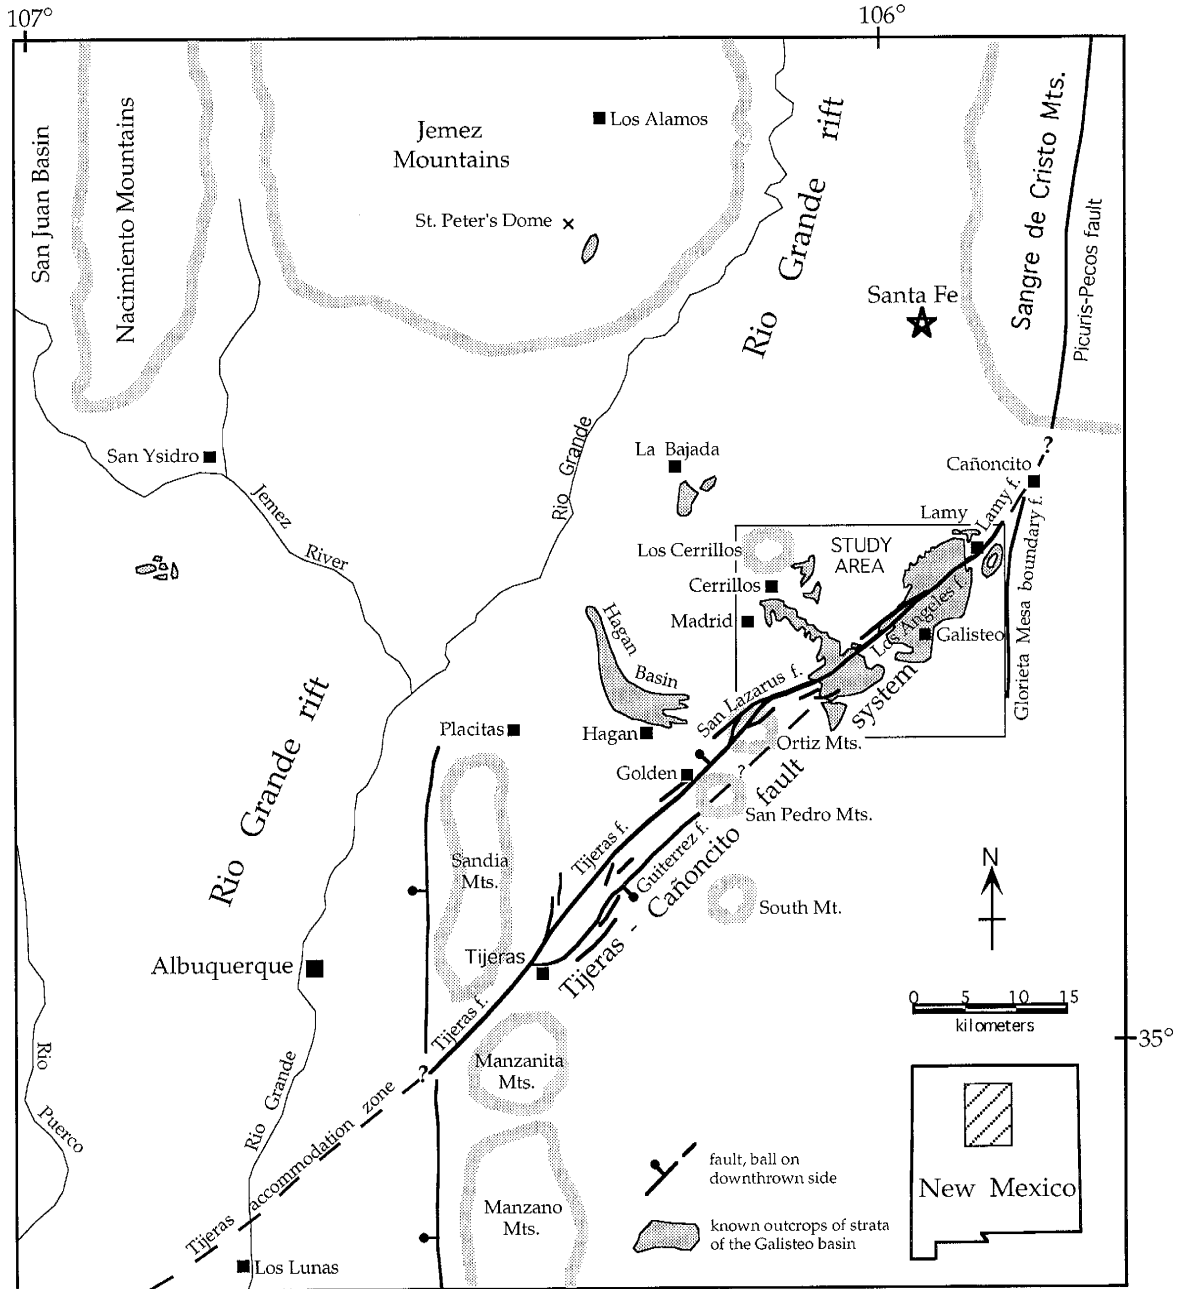 107°
106°
San Juan Basin
Nacimiento Mountains
Jemez
Mountains
Los Alamos
St. Peter's Dome
Rio Grande rift
Sangre de Cristo Mts.
Picuris-Pecos fault
Santa Fe
San Ysidro
Jemez
River
Rio Grande
La Bajada
?
Cañoncito
Lamy
Lamy f.
Los Cerrillos
STUDY
AREA
Cerrillos
Madrid
Los Angeles f.
Galisteo
Glorieta Mesa boundary f.
Hagan
Basin
San Lazarus f.
Placitas
Hagan
Ortiz Mts.
Golden
?
San Pedro Mts.
Rio Grande rift
Sandia
Mts.
Tijeras f.
Guiterrez f.
Tijeras - Cañoncito fault system
South Mt.
N
Albuquerque
Tijeras
Tijeras f.
0 5 10 15
kilometers
35°
Rio
Puerco
Rio Grande
?
Manzanita
Mts.
Tijeras accommodation zone
Manzano
Mts.
Los Lunas
fault, ball on
downthrown side
known outcrops of strata
of the Galisteo basin
New Mexico